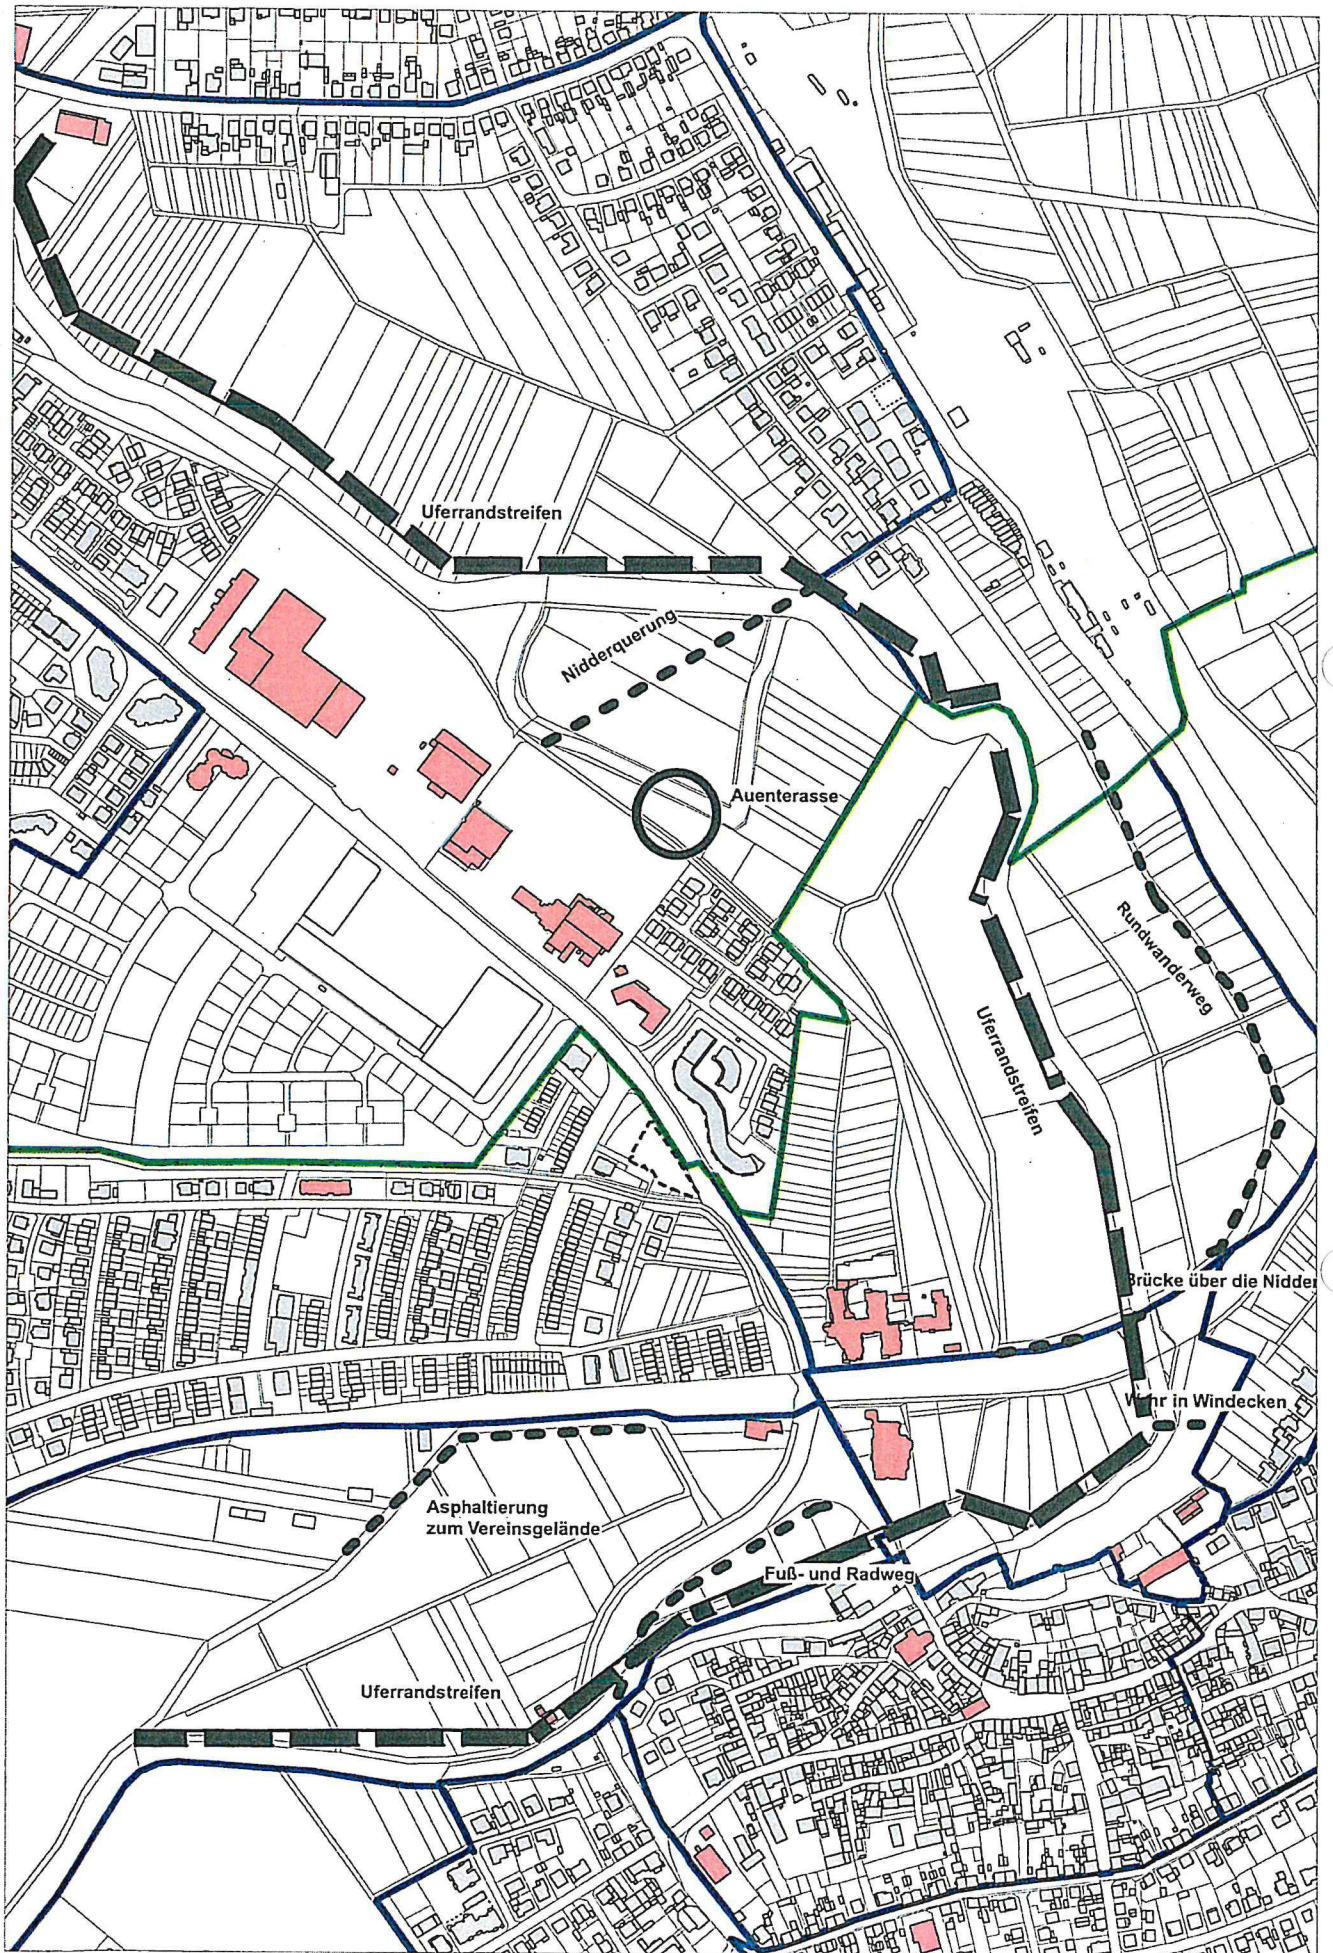 Uferrandstreifen
Nidderquerung
Auenterasse
Rundwanderweg
Uferrandstreifen
Brücke über die Nidder
Wehr in Windecken
Asphaltierung
zum Vereinsgelände
Fuß- und Radweg
Uferrandstreifen